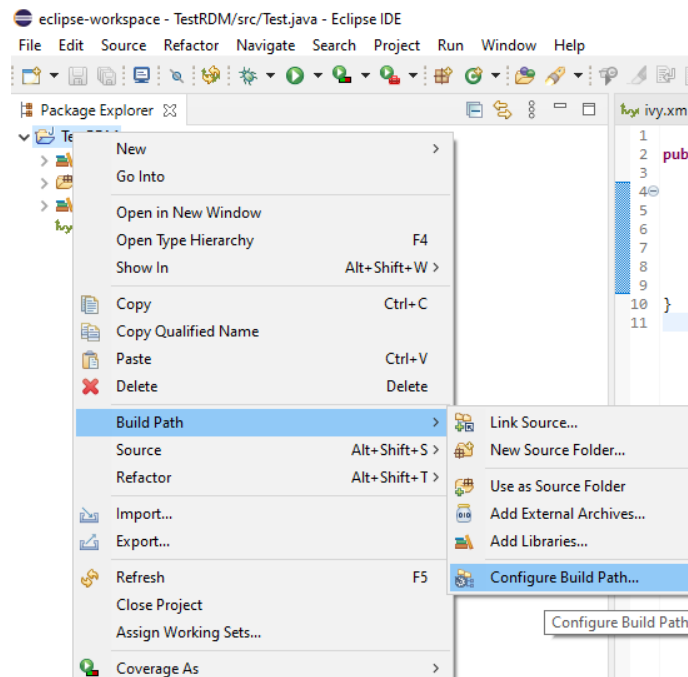 eclipse-workspace - TestRDM/src/Test.java - Eclipse IDE
File Edit Source Refactor Navigate Search Project Run Window Help
Package Explorer
ivy.xm
1
2 pub
3
4
5
6
7
8
9
10 }
11
New
Go Into
Open in New Window
Open Type Hierarchy F4
Show In Alt+Shift+W >
Copy Ctrl+C
Copy Qualified Name
Paste Ctrl+V
Delete Delete
Build Path >
Source Alt+Shift+S >
Refactor Alt+Shift+T >
Import...
Export...
Refresh F5
Close Project
Assign Working Sets...
Coverage As >
Link Source...
New Source Folder...
Use as Source Folder
Add External Archives...
Add Libraries...
Configure Build Path...
Configure Build Path